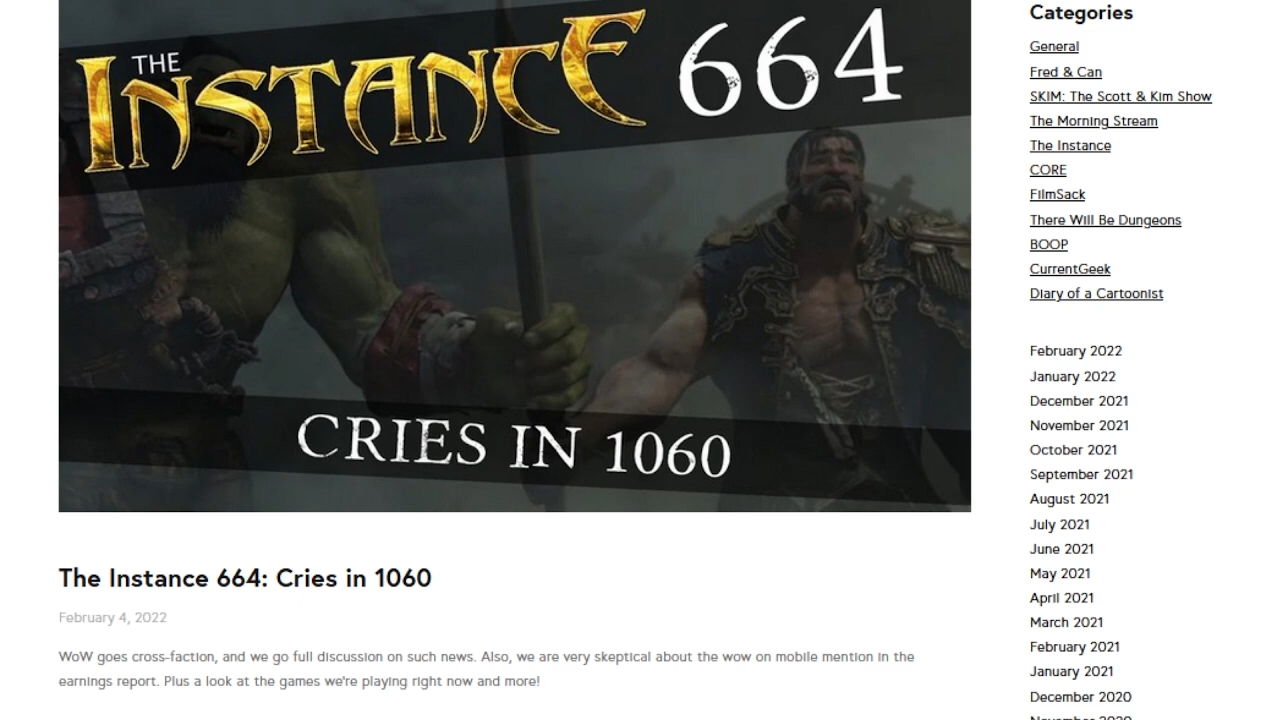 THE
INSTANCE 664
CRIES IN 1060
The Instance 664: Cries in 1060
February 4, 2022
WoW goes cross-faction, and we go full discussion on such news. Also, we are very skeptical about the wow on mobile mention in the
earnings report. Plus a look at the games we're playing right now and more!
Categories
General
Fred & Can
SKIM: The Scott & Kim Show
The Morning Stream
The Instance
CORE
FilmSack
There Will Be Dungeons
BOOP
CurrentGeek
Diary of a Cartoonist
February 2022
January 2022
December 2021
November 2021
October 2021
September 2021
August 2021
July 2021
June 2021
May 2021
April 2021
March 2021
February 2021
January 2021
December 2020
November 2020